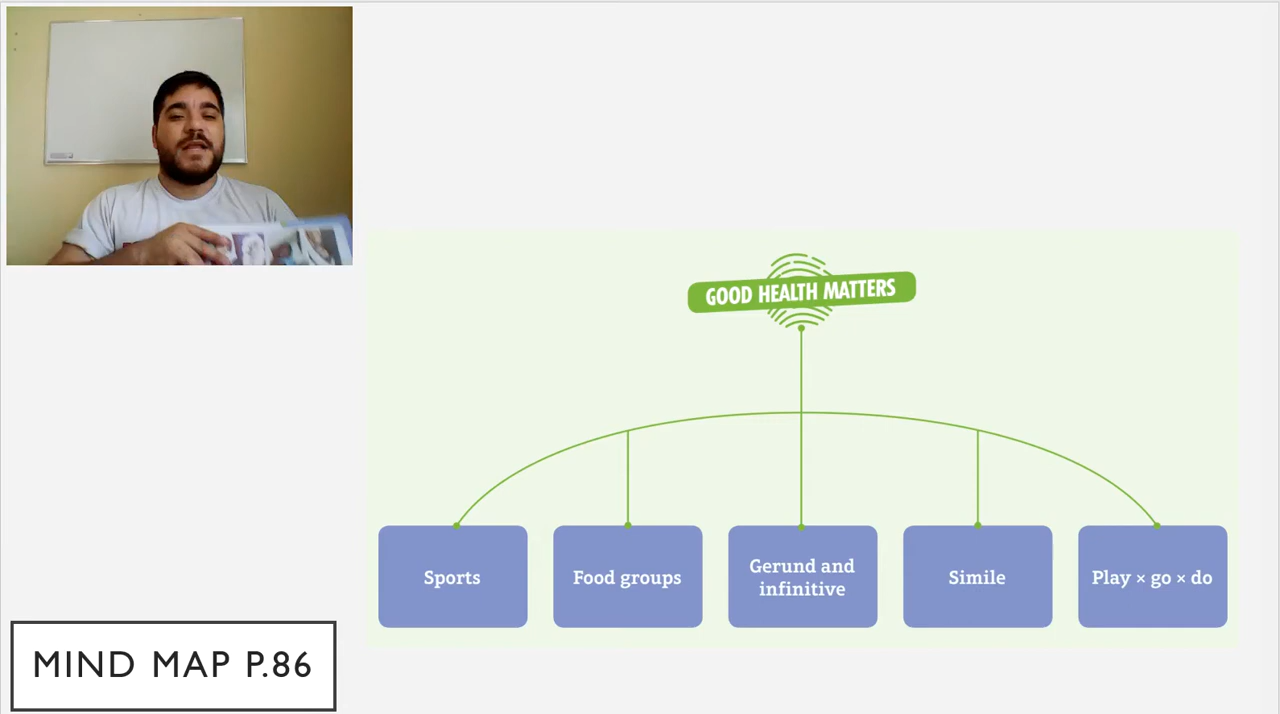 GOOD HEALTH MATTERS
Sports
Food groups
Gerund and
infinitive
Simile
Play × go × do
MIND MAP P.86